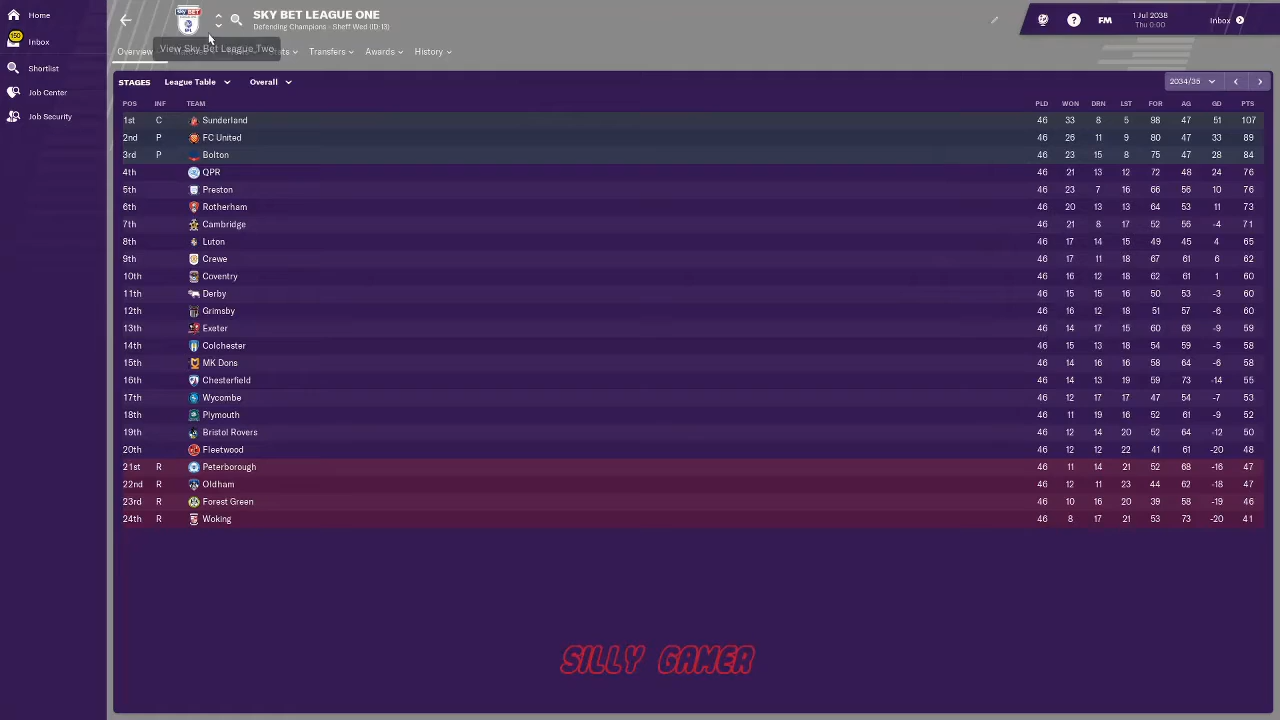 Home
150
Inbox
Shortlist
Job Center
Job Security
SKY BET
EFL
SKY BET LEAGUE ONE
Defending Champions - Sheff Wed (ID:13)
FM
1 Jul 2038
Thu 0:00
Inbox
Overview
View Sky Bet League Two
Transfers
Awards
History
STAGES
League Table
Overall
2034/35
POS INF TEAM PLD WON DRN LST FOR AG GD PTS
1st C Sunderland 46 33 8 5 98 47 51 107
2nd P FC United 46 26 11 9 80 47 33 89
3rd P Bolton 46 23 15 8 75 47 28 84
4th QPR 46 21 13 12 72 48 24 76
5th Preston 46 23 7 16 66 56 10 76
6th Rotherham 46 20 13 13 64 53 11 73
7th Cambridge 46 21 8 17 52 56 -4 71
8th Luton 46 17 14 15 49 45 4 65
9th Crewe 46 17 11 18 67 61 6 62
10th Coventry 46 16 12 18 62 61 1 60
11th Derby 46 15 15 16 50 53 -3 60
12th Grimsby 46 16 12 18 51 57 -6 60
13th Exeter 46 14 17 15 60 69 -9 59
14th Colchester 46 15 13 18 54 59 -5 58
15th MK Dons 46 14 16 16 58 64 -6 58
16th Chesterfield 46 14 13 19 59 73 -14 55
17th Wycombe 46 12 17 17 47 54 -7 53
18th Plymouth 46 11 19 16 52 61 -9 52
19th Bristol Rovers 46 12 14 20 52 64 -12 50
20th Fleetwood 46 12 12 22 41 61 -20 48
21st R Peterborough 46 11 14 21 52 68 -16 47
22nd R Oldham 46 12 11 23 44 62 -18 47
23rd R Forest Green 46 10 16 20 39 58 -19 46
24th R Woking 46 8 17 21 53 73 -20 41
SILLY GAMER